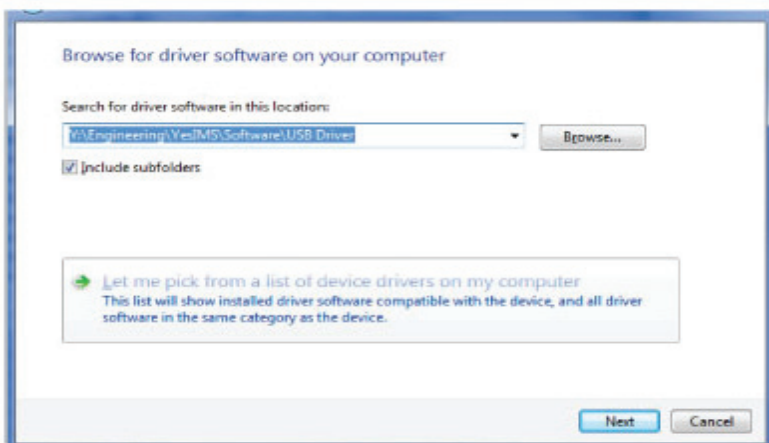 Browse for driver software on your computer
Search for driver software in this location:
Y:\Engineering\YesIMS\Software\USB Driver
Browse...
Include subfolders
Let me pick from a list of device drivers on my computer
This list will show installed driver software compatible with the device, and all driver
software in the same category as the device.
Next
Cancel